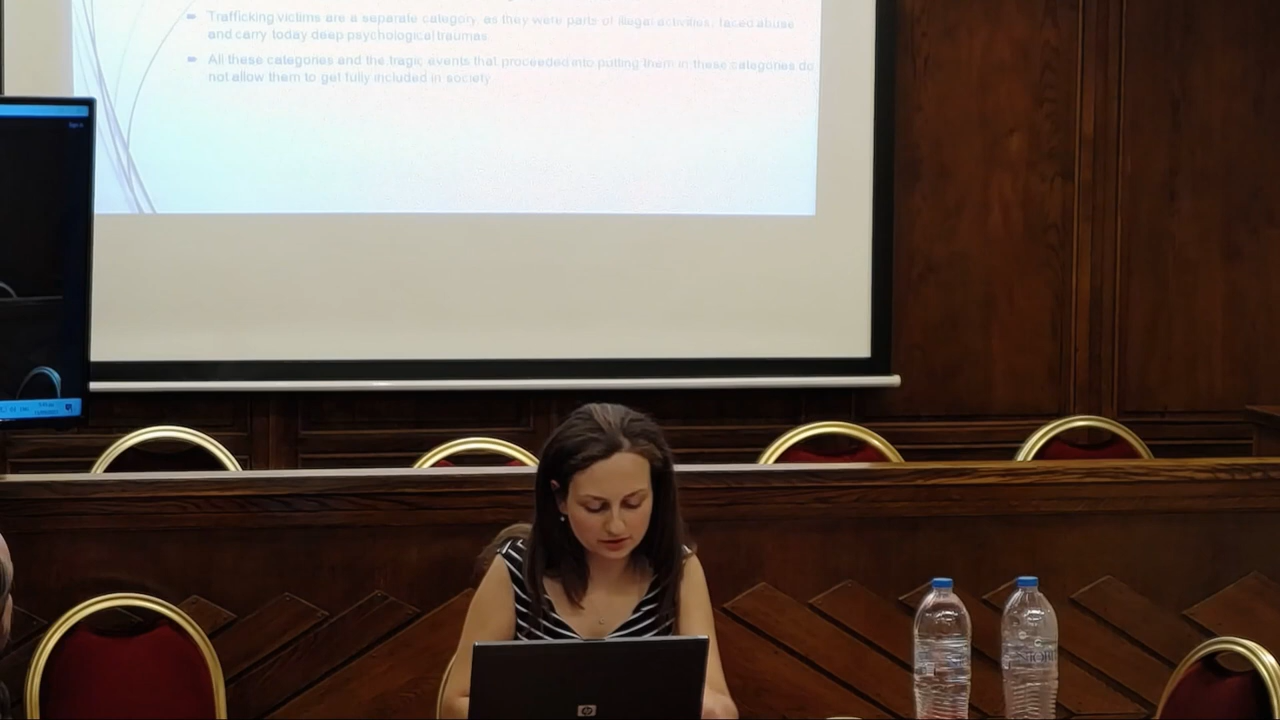 Trafficking victims are a separate category, as they were parts of illegal activities, faced abuse
and carry today deep psychological traumas
All these categories and the tragic events that proceeded into putting them in these categories do
not allow them to get fully included in society
hp